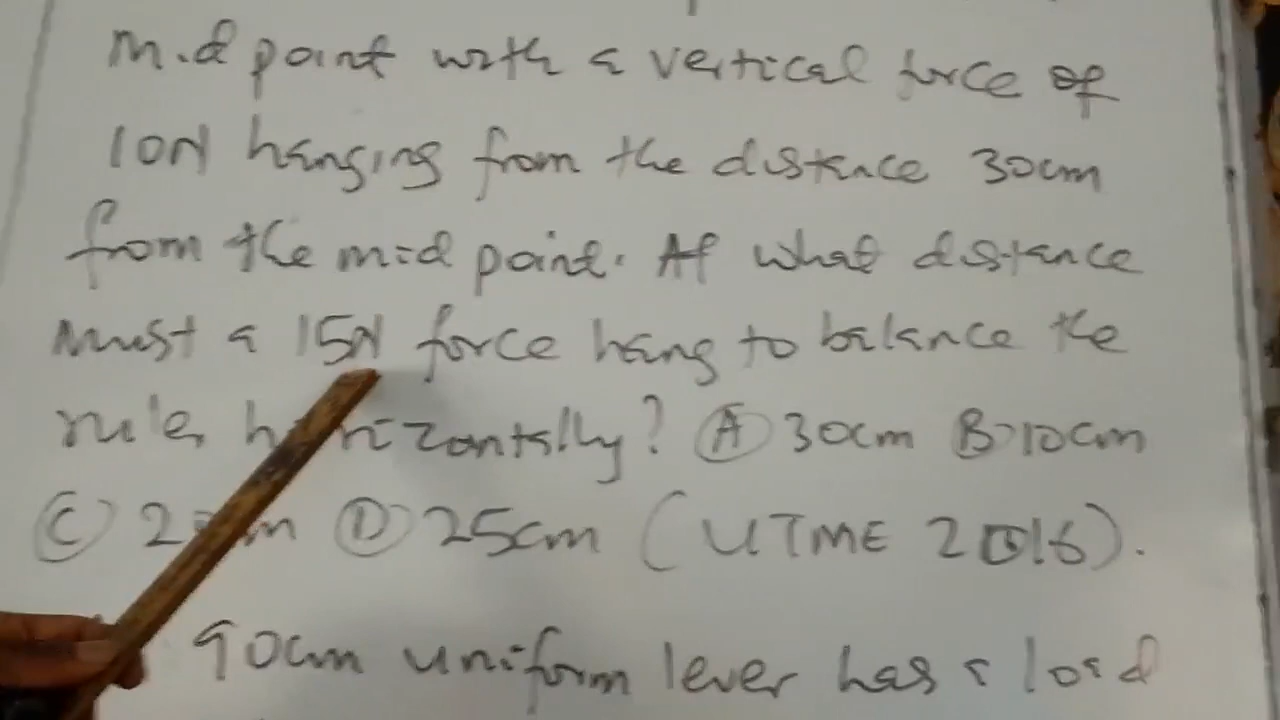 mid point with a vertical force of
10N hanging from the distance 30cm
from the mid point. At what distance
must a 15N force hang to balance the
rule horizontally? A 30cm B 10cm
C D 25cm (UTME 2016).
90cm uniform lever has a load